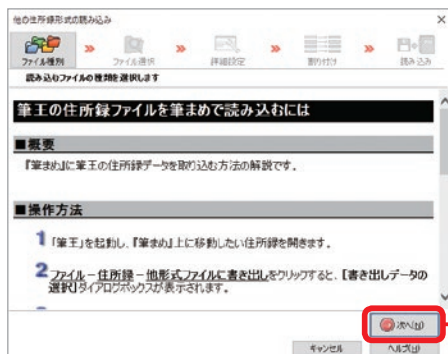 他の住所録形式の読み込み
ファイル種別 » ファイル選択 » 詳細設定 » 割り付け » 読み込み
読み込むファイルの種類を選択します
筆王の住所録ファイルを筆まめで読み込むには
■概要
『筆まめ』に筆王の住所録データを取り込む方法の解説です。
■操作方法
1 「筆王」を起動し、『筆まめ』上に移動したい住所録を開きます。
2 ファイル－住所録－他形式ファイルに書き出しをクリックすると、【書き出しデータの
選択】ダイアログボックスが表示されます。
次へ(N)
キャンセル ヘルプ(H)